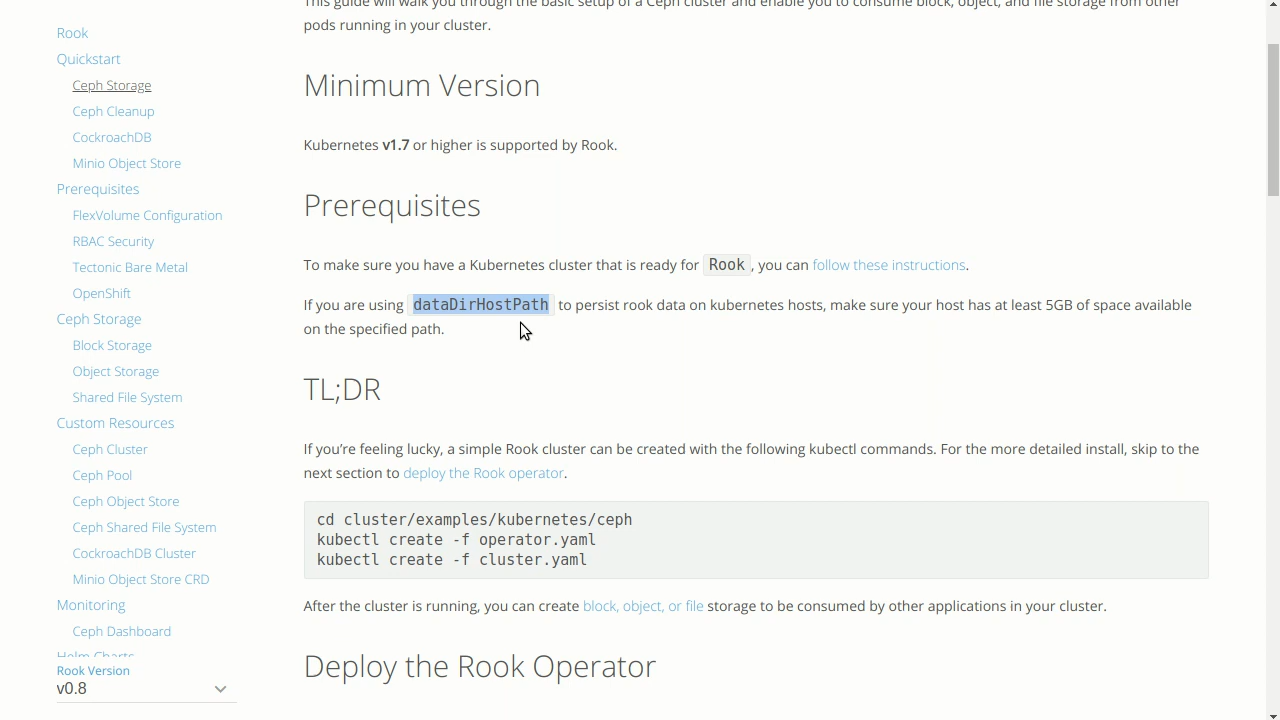 This guide will walk you through the basic setup of a Ceph cluster and enable you to consume block, object, and file storage from other
pods running in your cluster.
Rook
Quickstart
Ceph Storage
Ceph Cleanup
CockroachDB
Minio Object Store
Prerequisites
FlexVolume Configuration
RBAC Security
Tectonic Bare Metal
OpenShift
Ceph Storage
Block Storage
Object Storage
Shared File System
Custom Resources
Ceph Cluster
Ceph Pool
Ceph Object Store
Ceph Shared File System
CockroachDB Cluster
Minio Object Store CRD
Monitoring
Ceph Dashboard
Helm Charts
Rook Version
v0.8
Minimum Version
Kubernetes v1.7 or higher is supported by Rook.
Prerequisites
To make sure you have a Kubernetes cluster that is ready for Rook, you can follow these instructions.
If you are using dataDirHostPath to persist rook data on kubernetes hosts, make sure your host has at least 5GB of space available
on the specified path.
TL;DR
If you’re feeling lucky, a simple Rook cluster can be created with the following kubectl commands. For the more detailed install, skip to the
next section to deploy the Rook operator.
cd cluster/examples/kubernetes/ceph
kubectl create -f operator.yaml
kubectl create -f cluster.yaml
After the cluster is running, you can create block, object, or file storage to be consumed by other applications in your cluster.
Deploy the Rook Operator